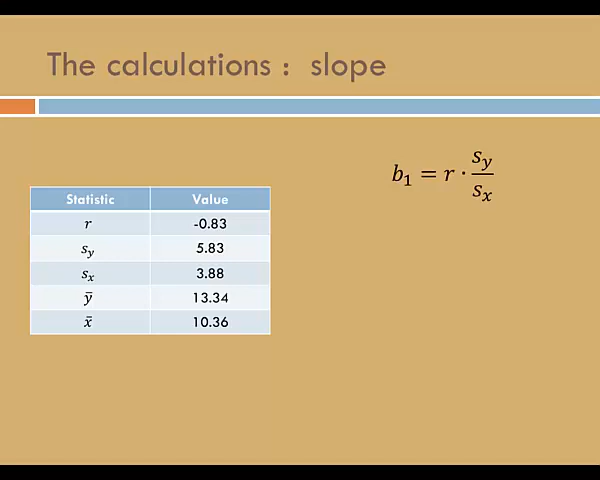 The calculations : slope
b₁ = r · s_y / s_x
Statistic Value
r -0.83
s_y 5.83
s_x 3.88
ȳ 13.34
x̄ 10.36